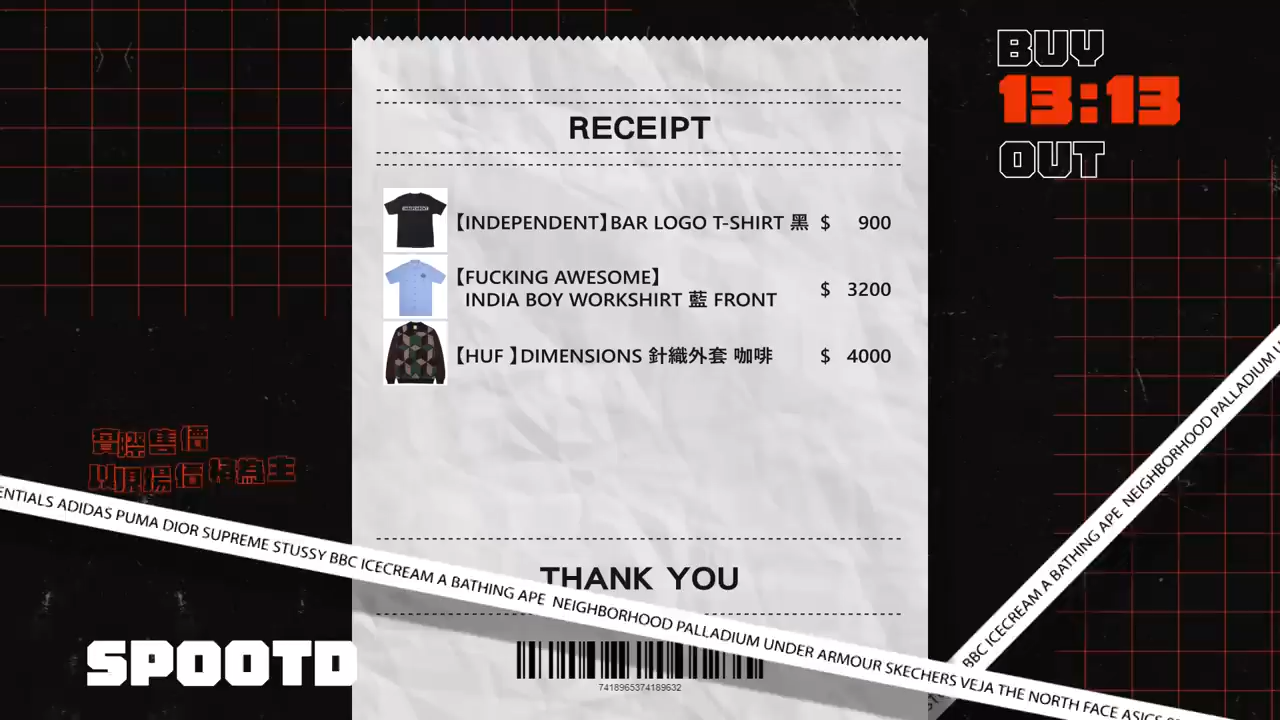 BUY
13:13
OUT
RECEIPT
【INDEPENDENT】BAR LOGO T-SHIRT 黑 $ 900
【FUCKING AWESOME】
INDIA BOY WORKSHIRT 藍 FRONT $ 3200
【HUF 】DIMENSIONS 針織外套 咖啡 $ 4000
實際售價
以現場價格為主
ENTIALS ADIDAS PUMA DIOR SUPREME STUSSY BBC ICECREAM A BATHING APE NEIGHBORHOOD PALLADIUM UNDER ARMOUR SKECHERS VEJA THE NORTH FACE ASICS
BBC ICECREAM A BATHING APE NEIGHBORHOOD PALLADIUM
THANK YOU
7418965374189632
SPOOTD